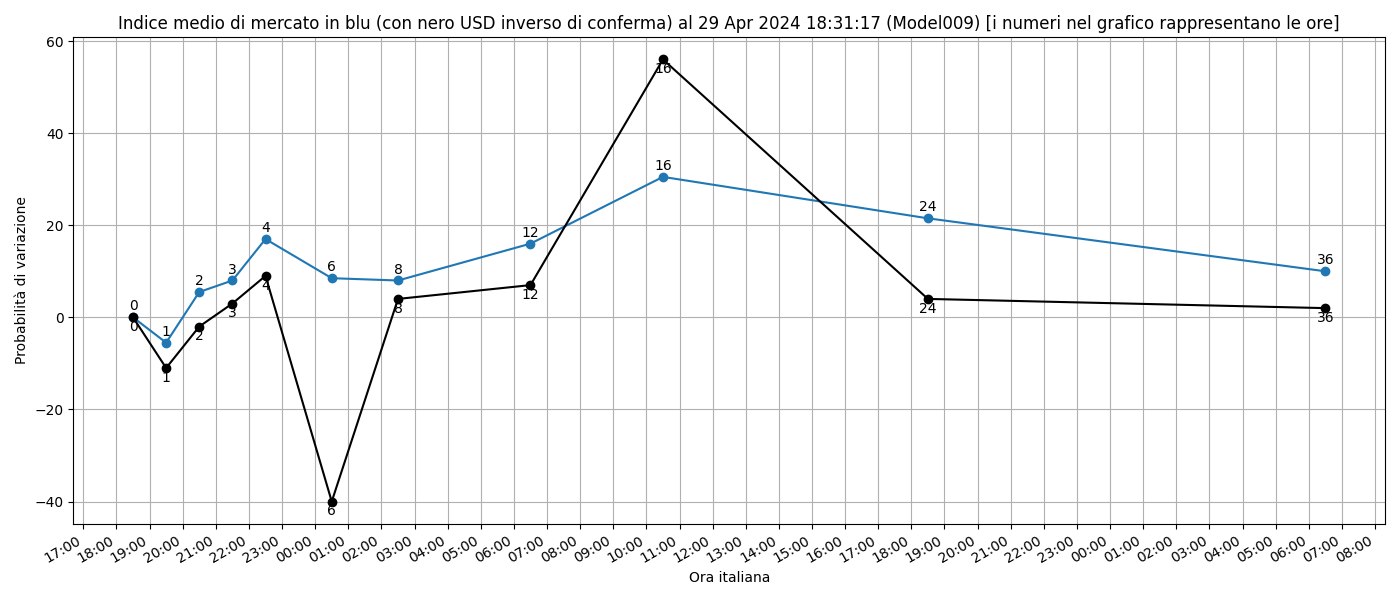 Indice medio di mercato in blu (con nero USD inverso di conferma) al 29 Apr 2024 18:31:17 (Model009) [i numeri nel grafico rappresentano le ore]
Probabilità di variazione
60
40
20
0
−20
−40
0 1 2 3 4 6 8 12 16 24 36
0 1 2 3 4 6 8 12 16 24 36
17:00 18:00 19:00 20:00 21:00 22:00 23:00 00:00 01:00 02:00 03:00 04:00 05:00 06:00 07:00 08:00 09:00 10:00 11:00 12:00 13:00 14:00 15:00 16:00 17:00 18:00 19:00 20:00 21:00 22:00 23:00 00:00 01:00 02:00 03:00 04:00 05:00 06:00 07:00 08:00
Ora italiana